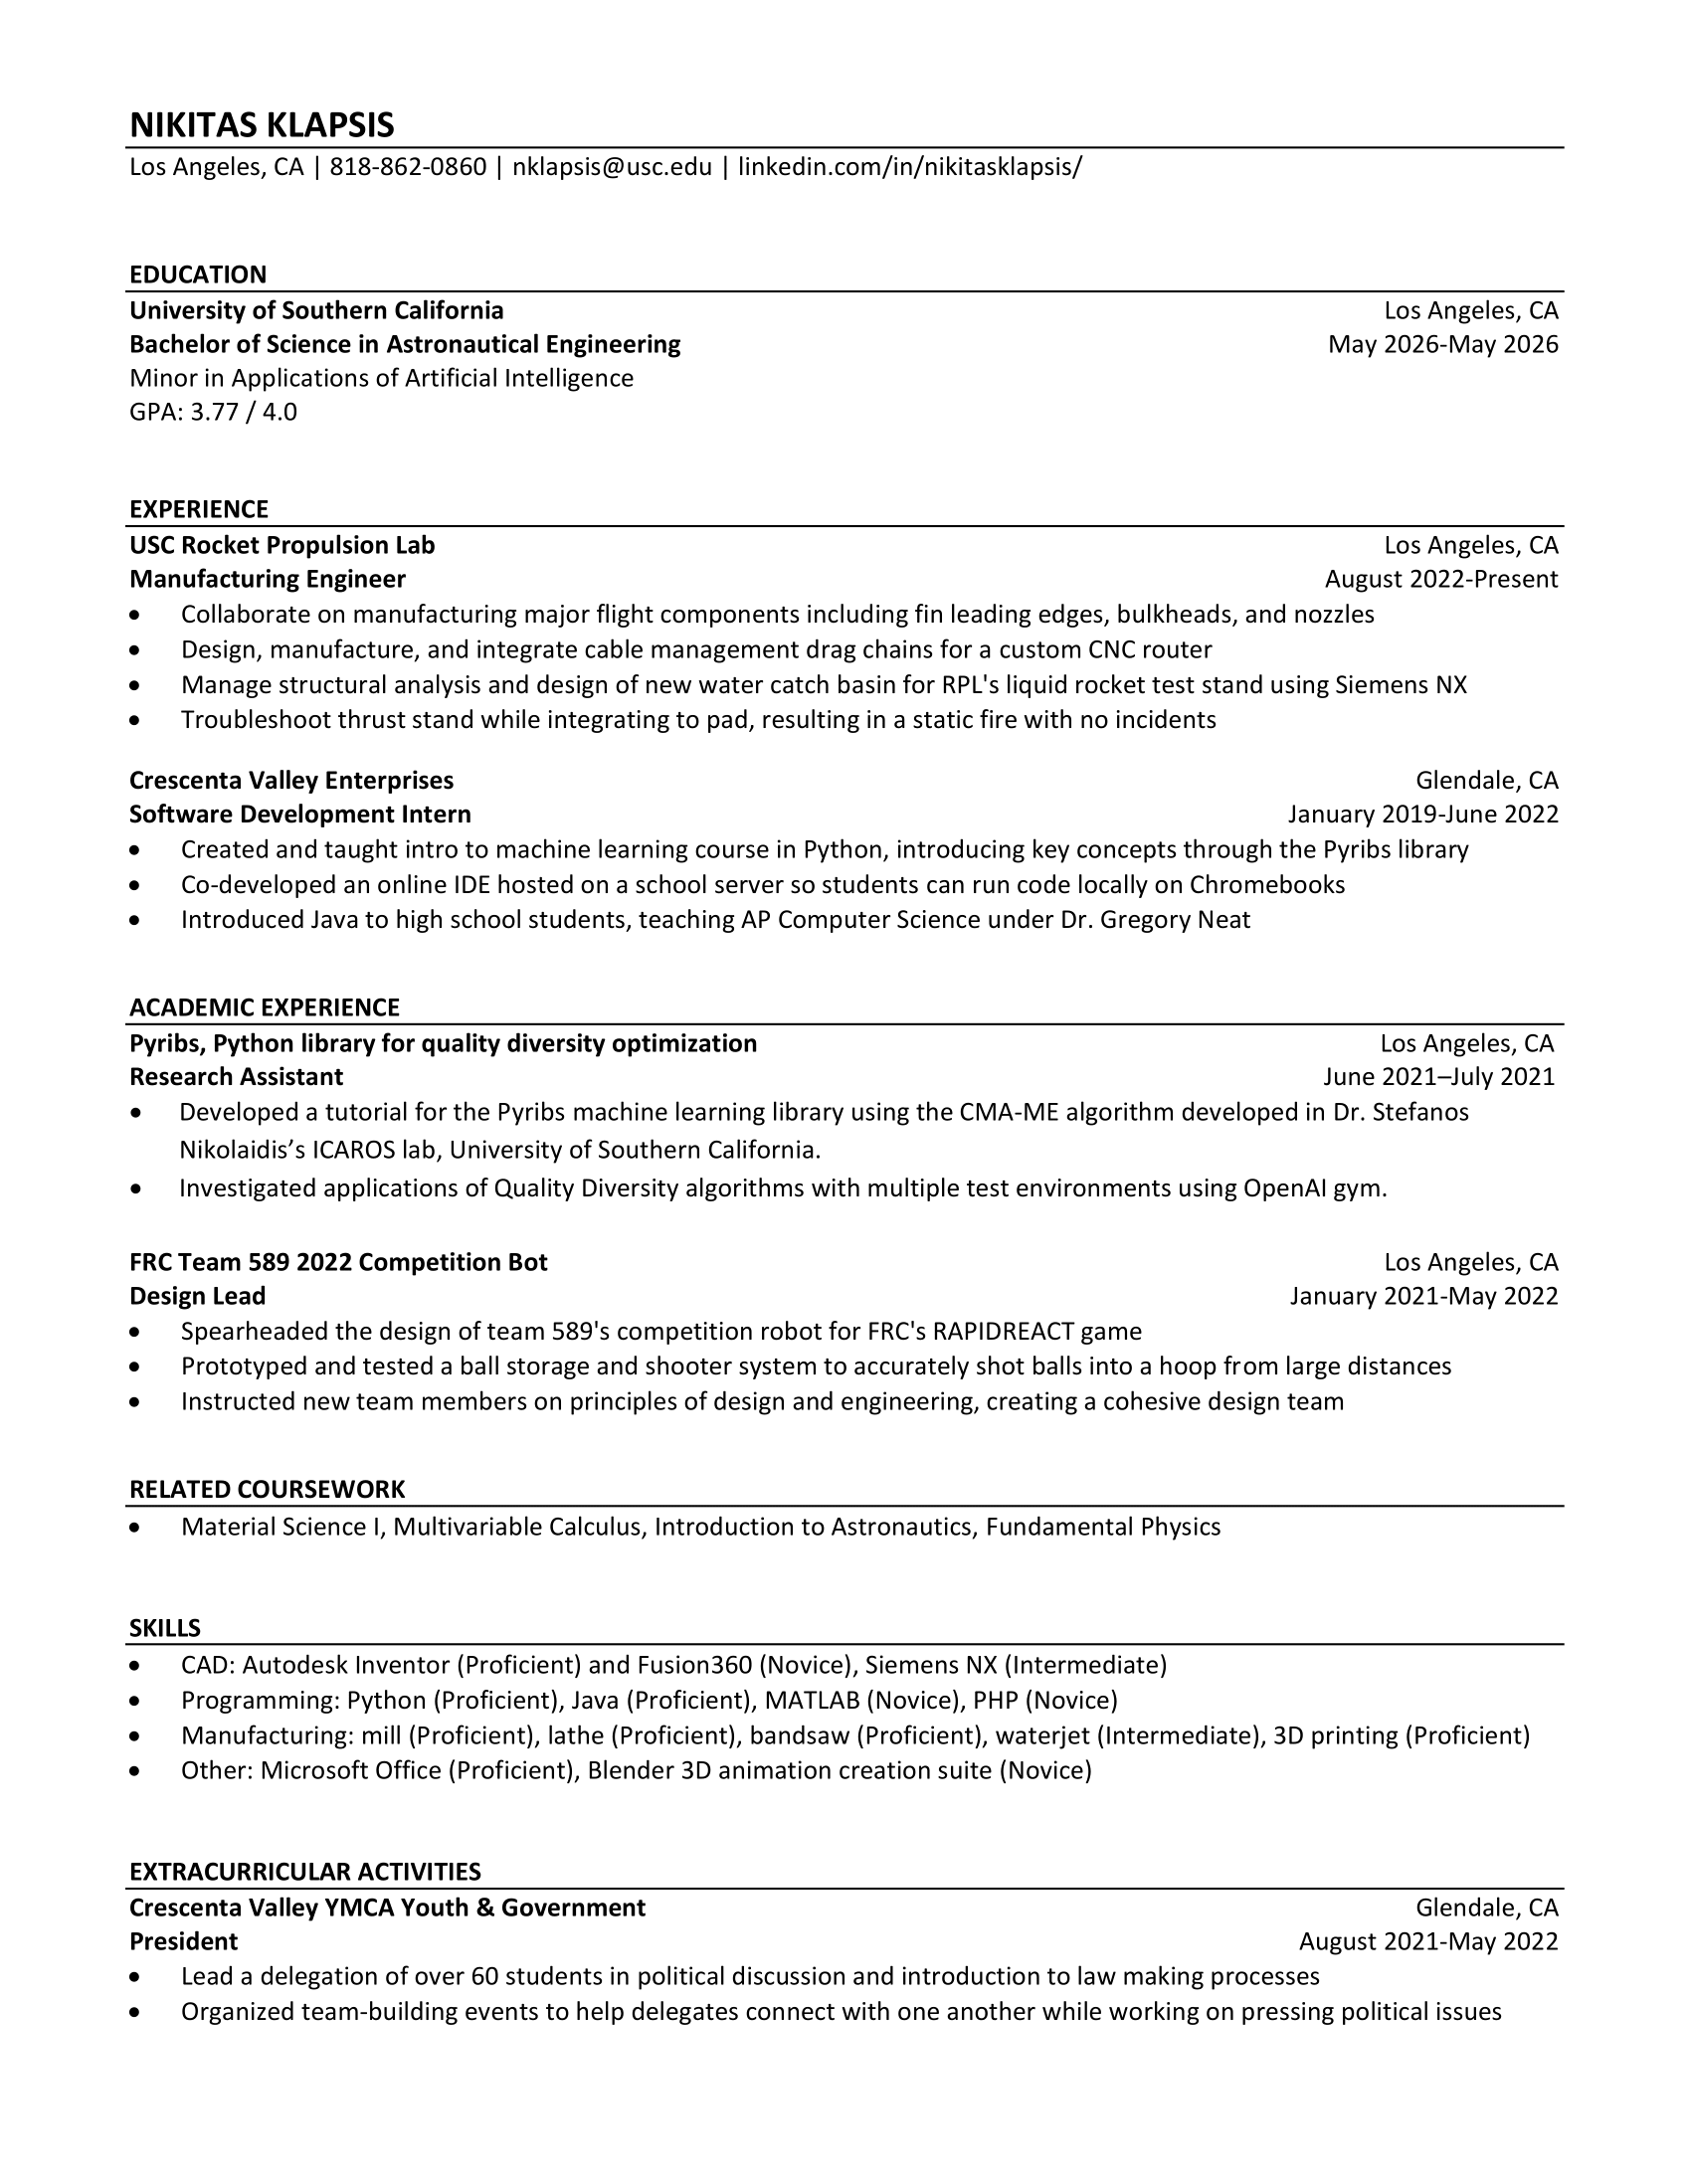 NIKITAS KLAPSIS
Los Angeles, CA | 818-862-0860 | nklapsis@usc.edu | linkedin.com/in/nikitasklapsis/
EDUCATION
University of Southern California Los Angeles, CA
Bachelor of Science in Astronautical Engineering May 2026-May 2026
Minor in Applications of Artificial Intelligence
GPA: 3.77 / 4.0
EXPERIENCE
USC Rocket Propulsion Lab Los Angeles, CA
Manufacturing Engineer August 2022-Present
• Collaborate on manufacturing major flight components including fin leading edges, bulkheads, and nozzles
• Design, manufacture, and integrate cable management drag chains for a custom CNC router
• Manage structural analysis and design of new water catch basin for RPL's liquid rocket test stand using Siemens NX
• Troubleshoot thrust stand while integrating to pad, resulting in a static fire with no incidents
Crescenta Valley Enterprises Glendale, CA
Software Development Intern January 2019-June 2022
• Created and taught intro to machine learning course in Python, introducing key concepts through the Pyribs library
• Co-developed an online IDE hosted on a school server so students can run code locally on Chromebooks
• Introduced Java to high school students, teaching AP Computer Science under Dr. Gregory Neat
ACADEMIC EXPERIENCE
Pyribs, Python library for quality diversity optimization Los Angeles, CA
Research Assistant June 2021–July 2021
• Developed a tutorial for the Pyribs machine learning library using the CMA-ME algorithm developed in Dr. Stefanos
Nikolaidis’s ICAROS lab, University of Southern California.
• Investigated applications of Quality Diversity algorithms with multiple test environments using OpenAI gym.
FRC Team 589 2022 Competition Bot Los Angeles, CA
Design Lead January 2021-May 2022
• Spearheaded the design of team 589's competition robot for FRC's RAPIDREACT game
• Prototyped and tested a ball storage and shooter system to accurately shot balls into a hoop from large distances
• Instructed new team members on principles of design and engineering, creating a cohesive design team
RELATED COURSEWORK
• Material Science I, Multivariable Calculus, Introduction to Astronautics, Fundamental Physics
SKILLS
• CAD: Autodesk Inventor (Proficient) and Fusion360 (Novice), Siemens NX (Intermediate)
• Programming: Python (Proficient), Java (Proficient), MATLAB (Novice), PHP (Novice)
• Manufacturing: mill (Proficient), lathe (Proficient), bandsaw (Proficient), waterjet (Intermediate), 3D printing (Proficient)
• Other: Microsoft Office (Proficient), Blender 3D animation creation suite (Novice)
EXTRACURRICULAR ACTIVITIES
Crescenta Valley YMCA Youth & Government Glendale, CA
President August 2021-May 2022
• Lead a delegation of over 60 students in political discussion and introduction to law making processes
• Organized team-building events to help delegates connect with one another while working on pressing political issues